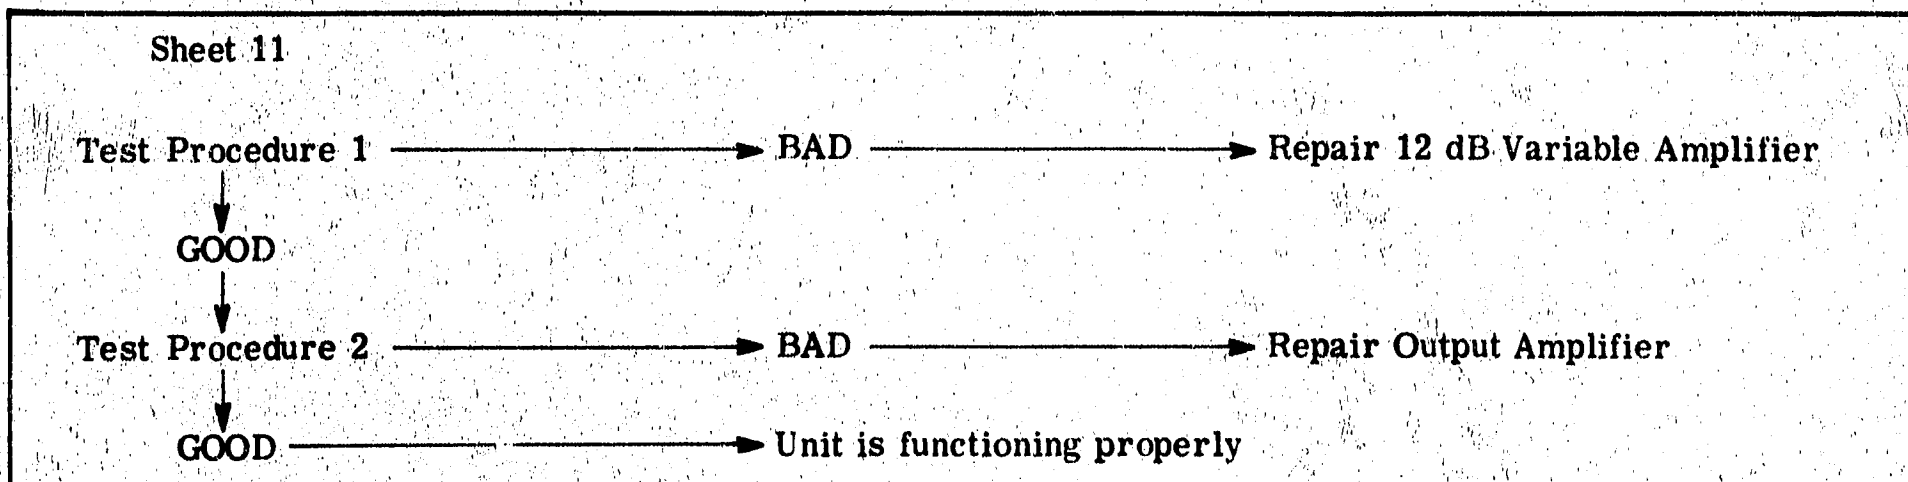 Sheet 11
Test Procedure 1 BAD Repair 12 dB Variable Amplifier
GOOD
Test Procedure 2 BAD Repair Output Amplifier
GOOD Unit is functioning properly